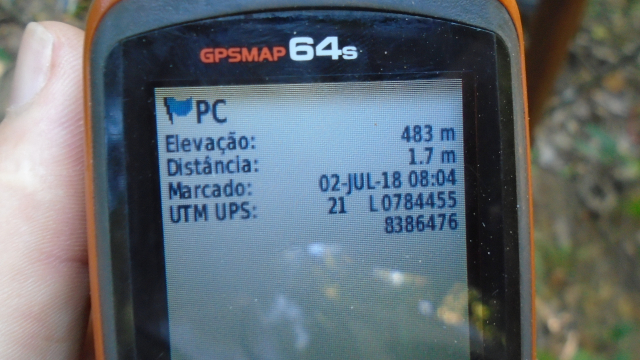 GPSMAP 64s
PC
Elevação: 483 m
Distância: 1.7 m
Marcado: 02-JUL-18 08:04
UTM UPS: 21 L 0784455
8386476